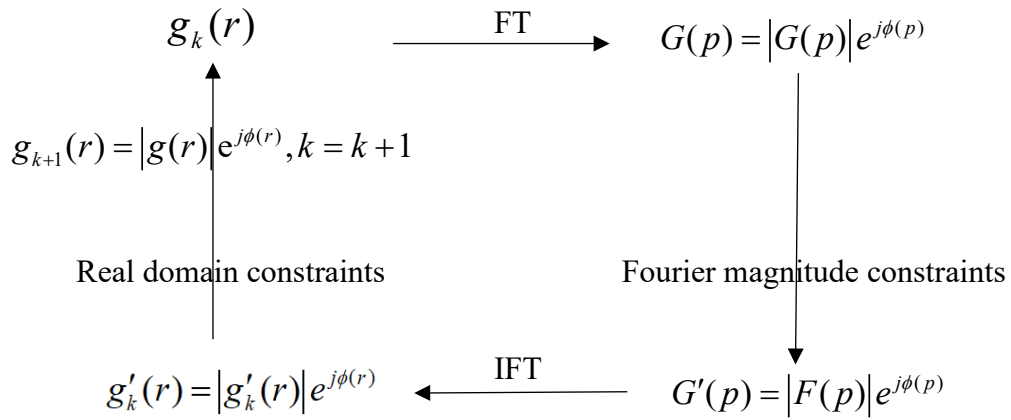 g_k(r)
FT
G(p) = |G(p)| e^{jϕ(p)}
g_{k+1}(r) = |g(r)| e^{jϕ(r)}, k = k + 1
Real domain constraints
Fourier magnitude constraints
g′_k(r) = |g′_k(r)| e^{jϕ(r)}
IFT
G′(p) = |F(p)| e^{jϕ(p)}